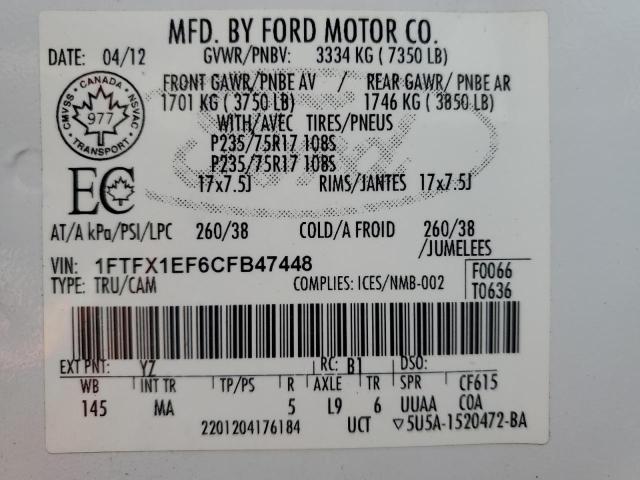 MFD. BY FORD MOTOR CO.
DATE: 04/12 GVWR/PNBV: 3334 KG ( 7350 LB)
FRONT GAWR/PNBE AV / REAR GAWR/ PNBE AR
1701 KG ( 3750 LB) 1746 KG ( 3850 LB)
CANADA
CMVSS 977 NSVAC
TRANSPORT
WITH/AVEC TIRES/PNEUS
P235/75R17 108S
P235/75R17 108S
17x7.5J RIMS/JANTES 17x7.5J
EC
AT/A kPa/PSI/LPC 260/38 COLD/A FROID 260/38
/JUMELEES
VIN: 1FTFX1EF6CFB47448 F0066
TYPE: TRU/CAM COMPLIES: ICES/NMB-002 T0636
EXT PNT: YZ RC: B1 DSO:
WB INT TR TP/PS R AXLE TR SPR CF615
145 MA 5 L9 6 UUAA COA
2201204176184 UCT ▽5U5A-1520472-BA